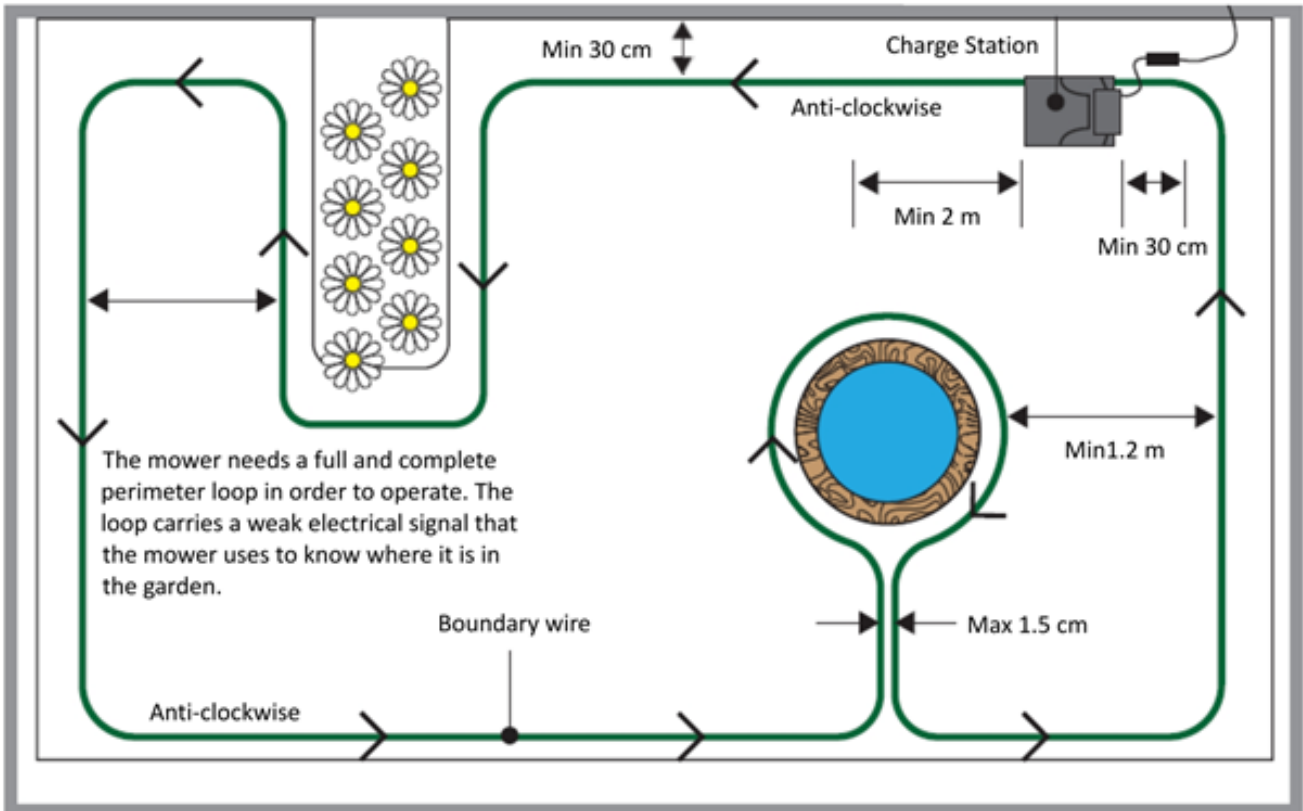 Min 30 cm
Charge Station
Anti-clockwise
Min 2 m
Min 30 cm
Min1.2 m
The mower needs a full and complete
perimeter loop in order to operate. The
loop carries a weak electrical signal that
the mower uses to know where it is in
the garden.
Boundary wire
Max 1.5 cm
Anti-clockwise